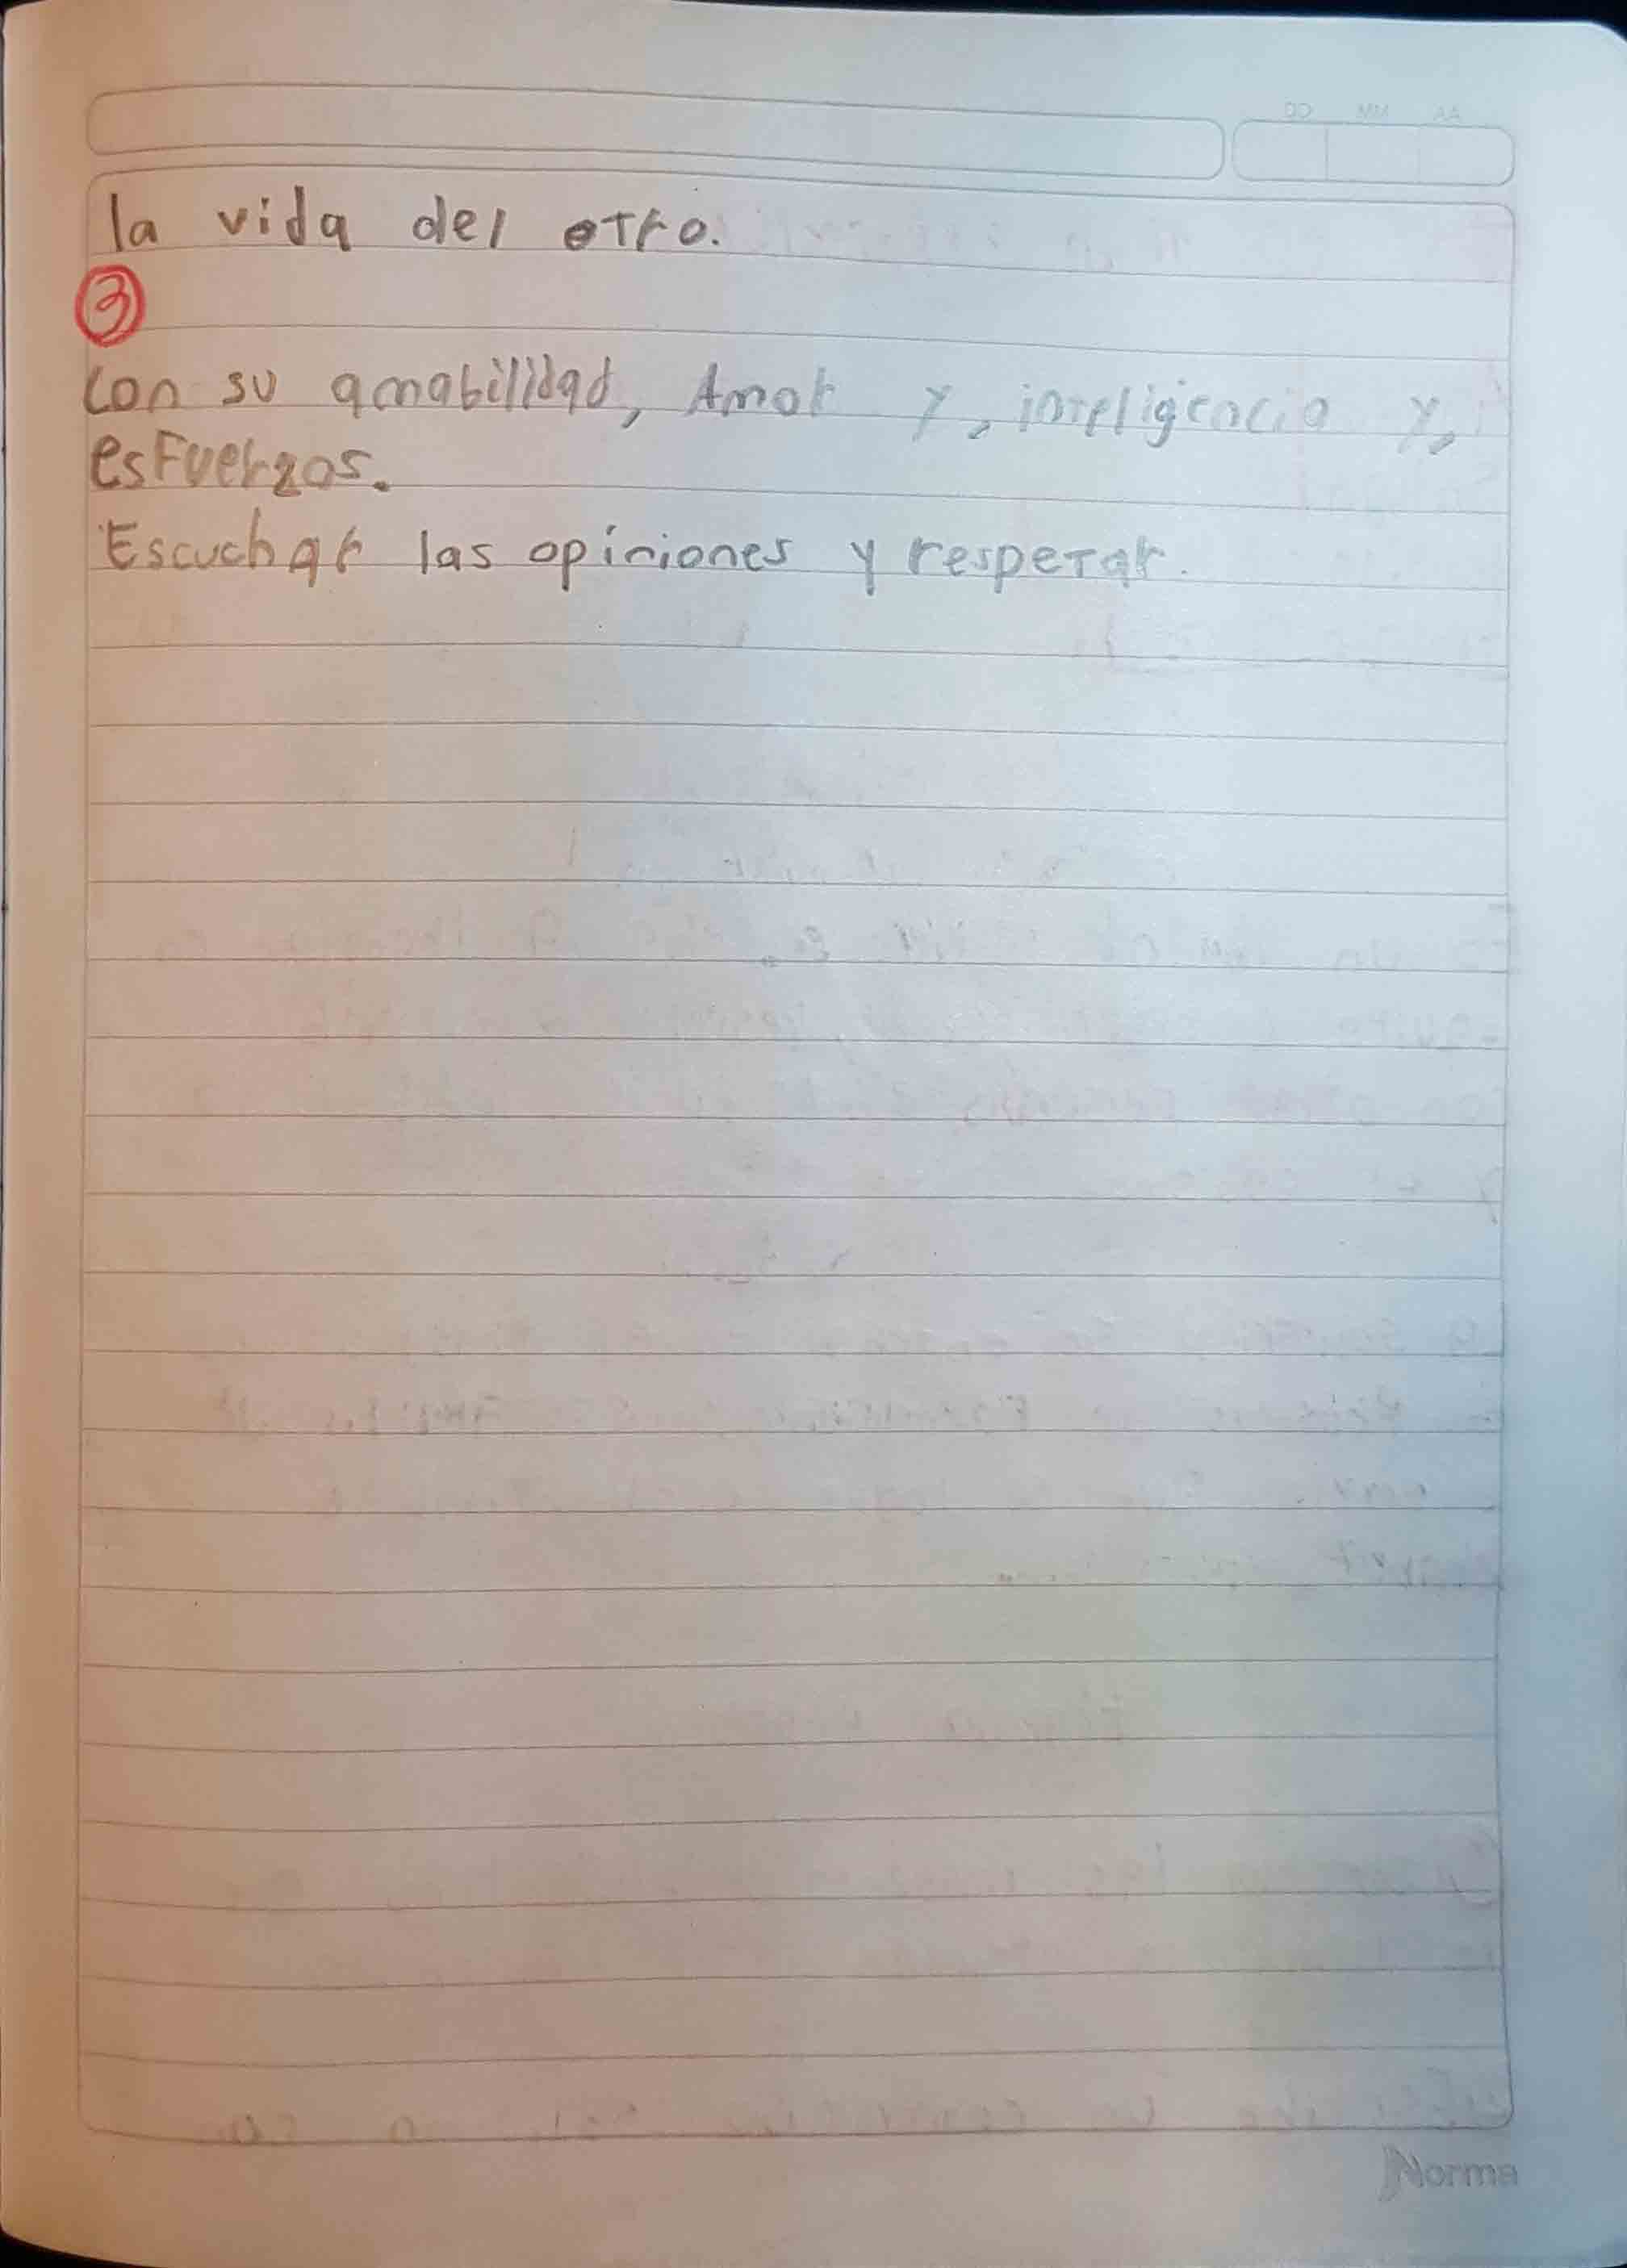 DD MM AA
la vida del otro.
3
con su amabilidad, Amor y, inteligencia y,
esfuerzos.
Escuchar las opiniones y respetar.
Norma